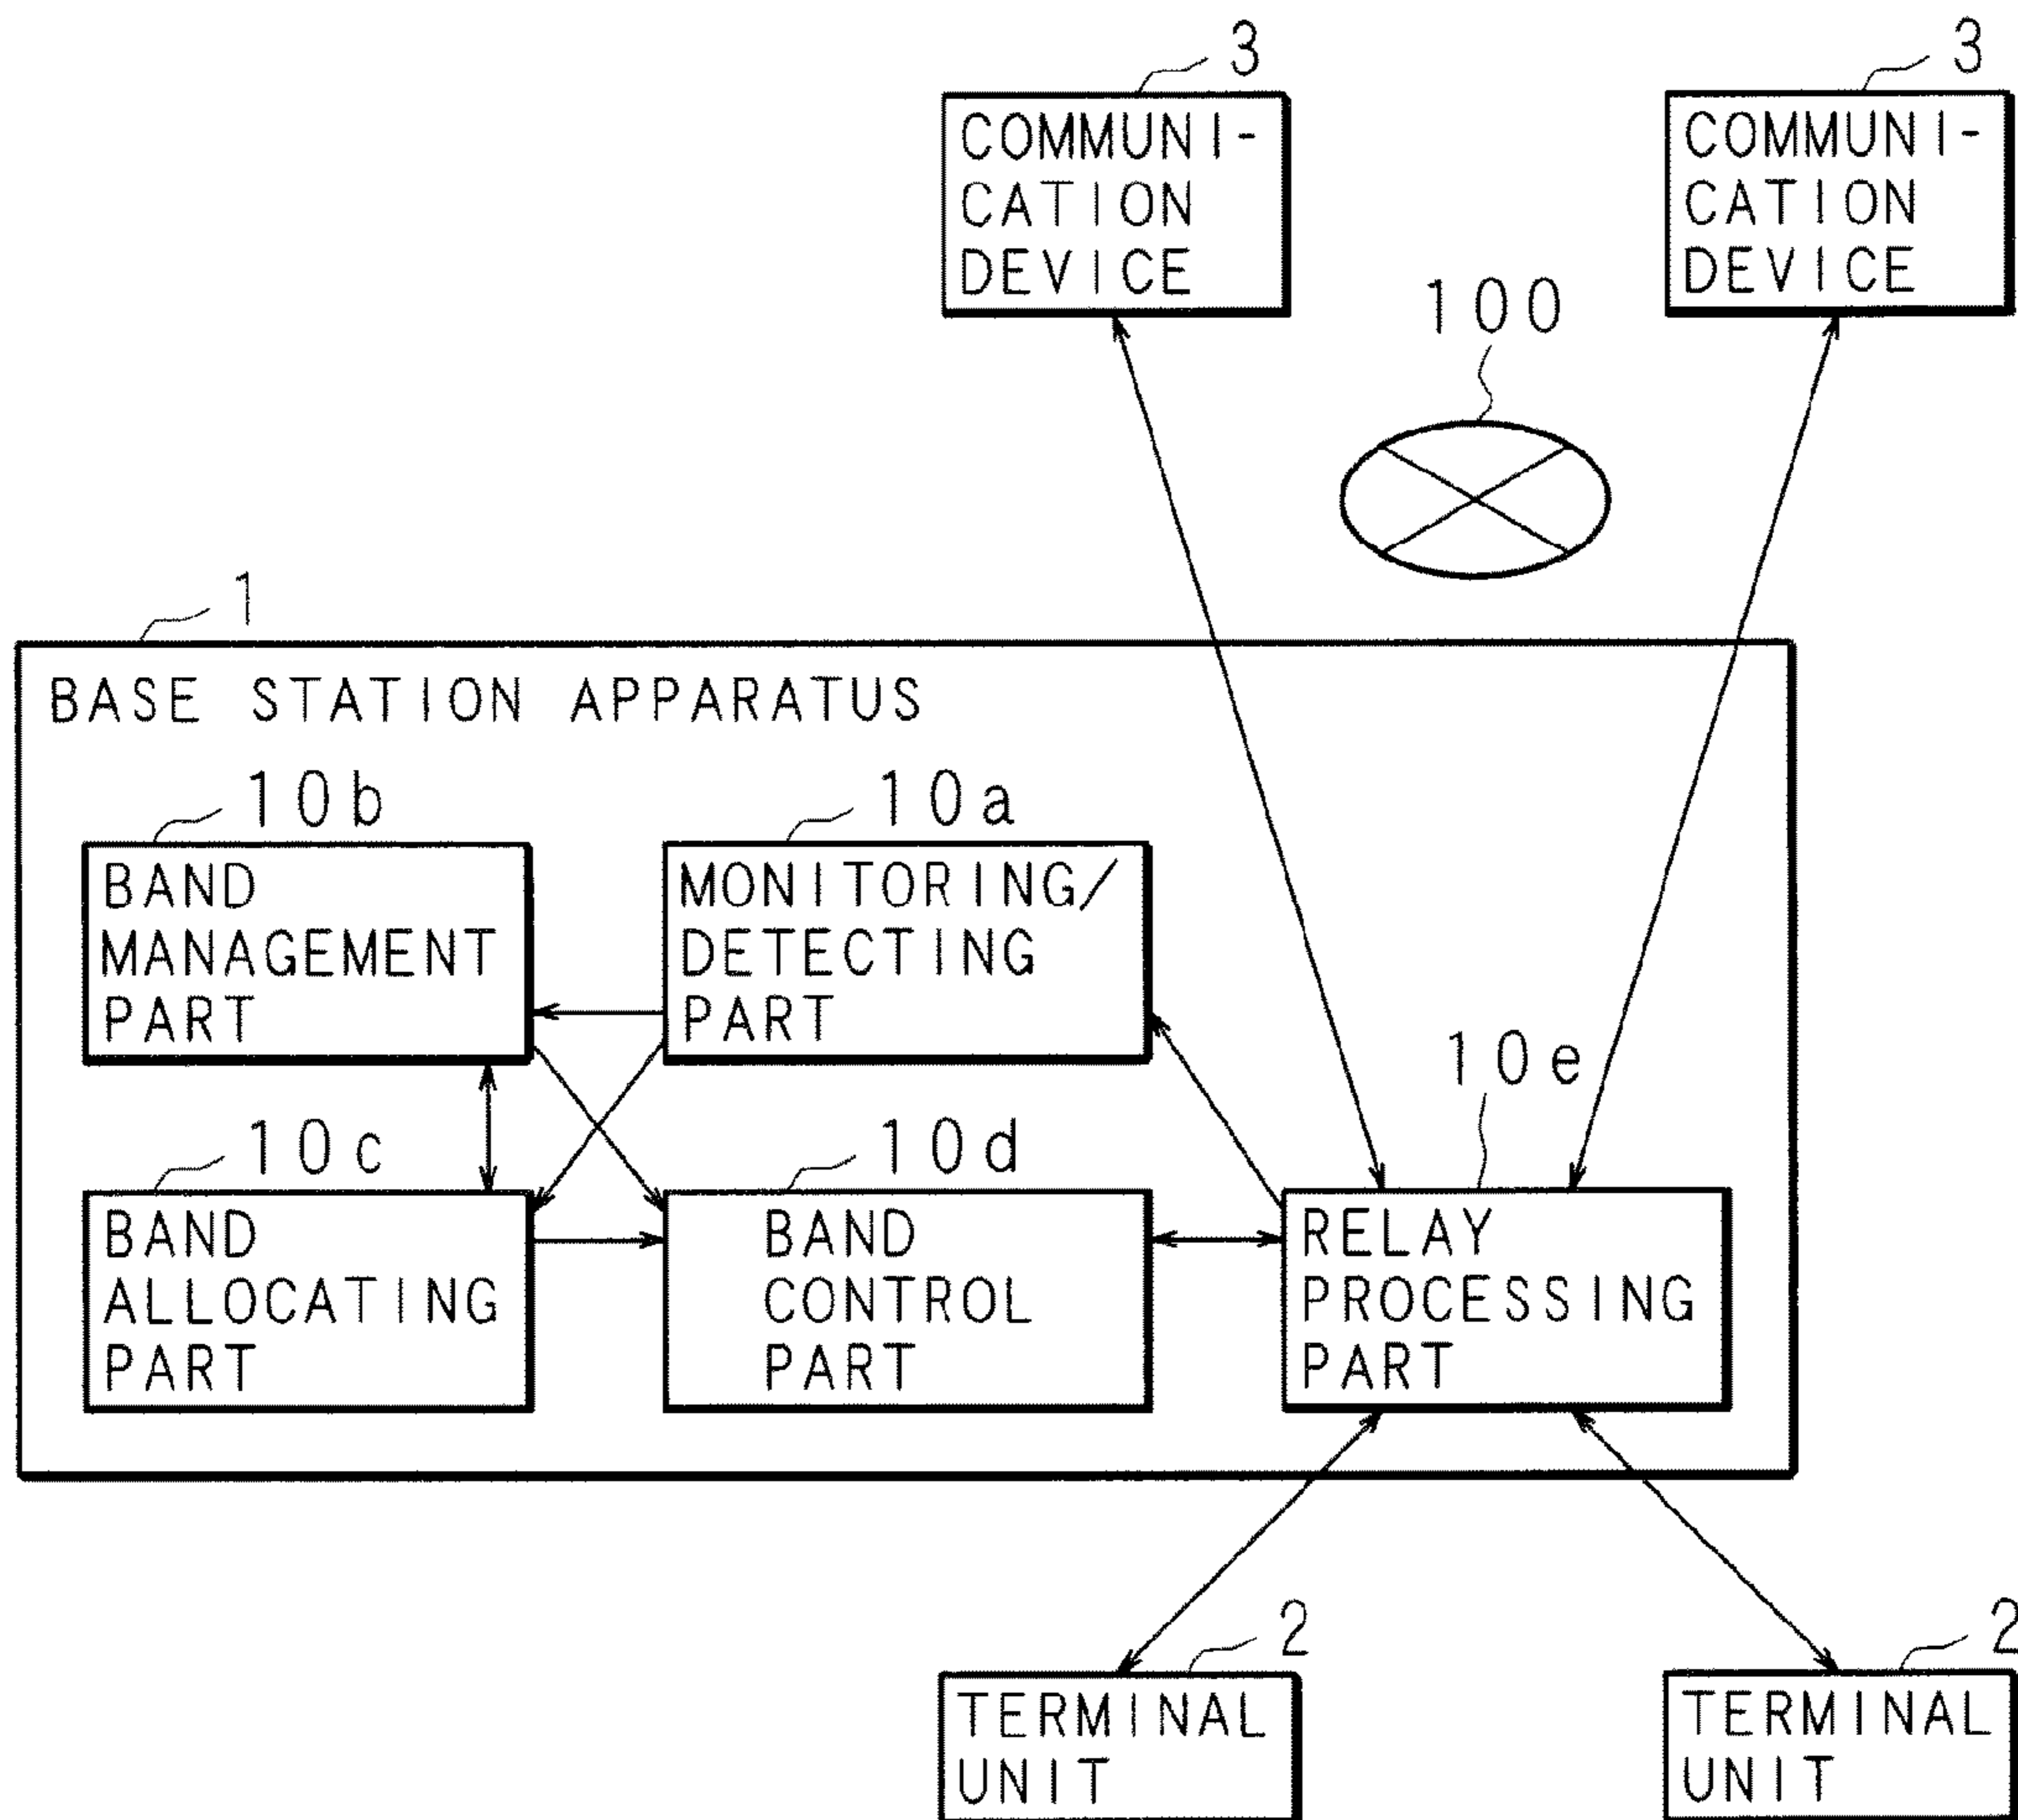 3
3
COMMUNI-
CATION
DEVICE
COMMUNI-
CATION
DEVICE
100
1
BASE STATION APPARATUS
10b
10a
BAND
MANAGEMENT
PART
MONITORING/
DETECTING
PART
10e
10c
10d
BAND
ALLOCATING
PART
BAND
CONTROL
PART
RELAY
PROCESSING
PART
2
2
TERMINAL
UNIT
TERMINAL
UNIT